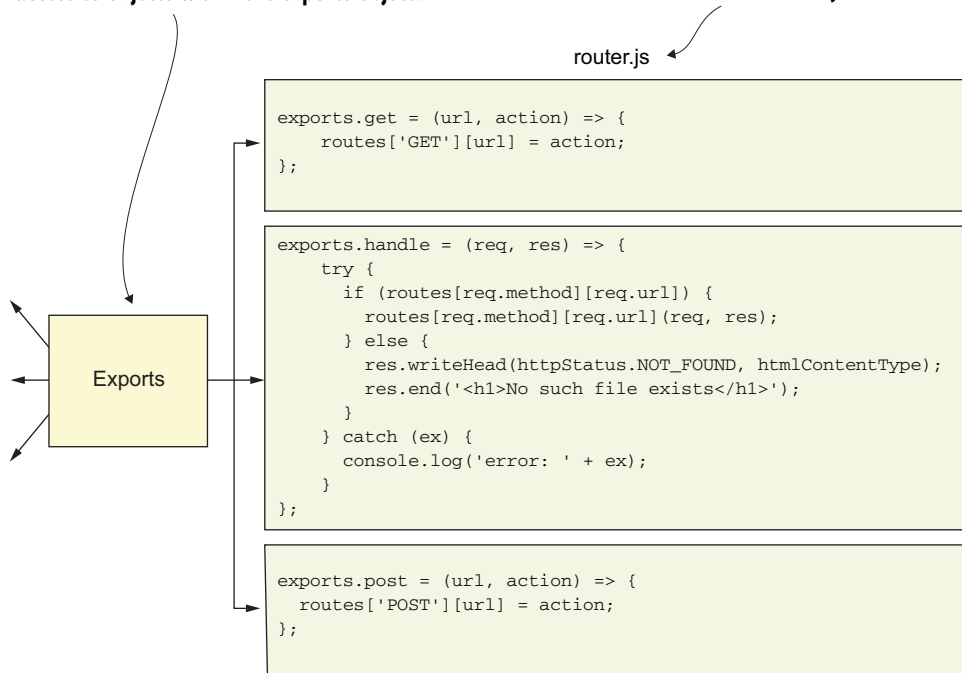 router.js
exports.get = (url, action) => {
    routes['GET'][url] = action;
};
exports.handle = (req, res) => {
    try {
      if (routes[req.method][req.url]) {
        routes[req.method][req.url](req, res);
      } else {
        res.writeHead(httpStatus.NOT_FOUND, htmlContentType);
        res.end('<h1>No such file exists</h1>');
      }
    } catch (ex) {
      console.log('error: ' + ex);
    }
};
Exports
exports.post = (url, action) => {
  routes['POST'][url] = action;
};